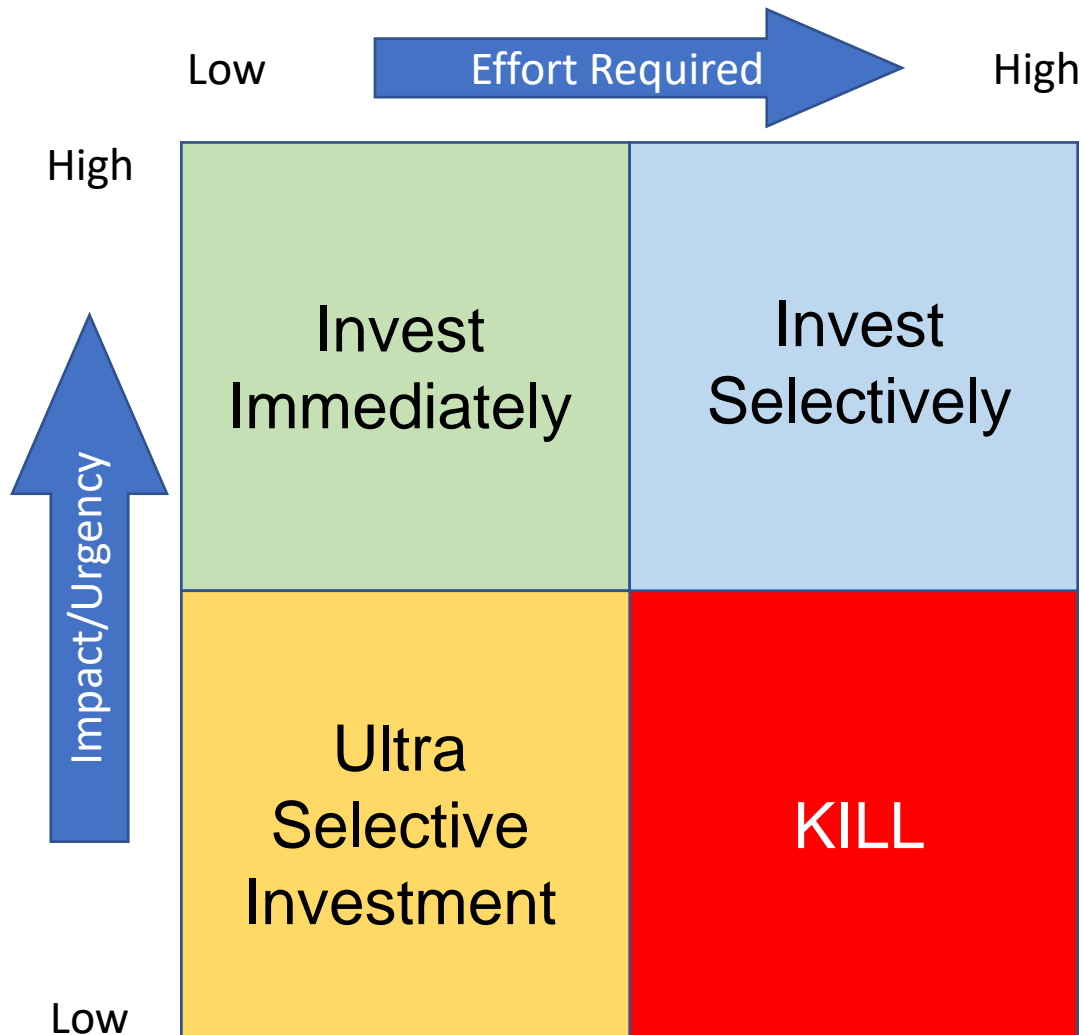 Low
Effort Required
High
High
Invest
Immediately
Invest
Selectively
Impact/Urgency
Ultra
Selective
Investment
KILL
Low